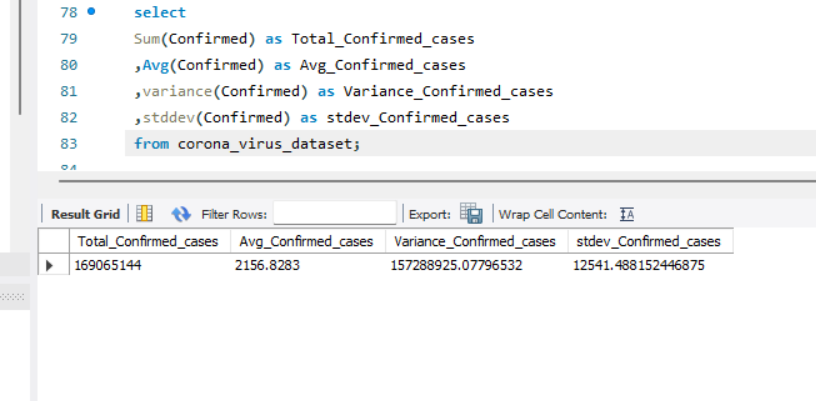 78 select
79 Sum(Confirmed) as Total_Confirmed_cases
80 ,Avg(Confirmed) as Avg_Confirmed_cases
81 ,variance(Confirmed) as Variance_Confirmed_cases
82 ,stddev(Confirmed) as stdev_Confirmed_cases
83 from corona_virus_dataset;
Result Grid Filter Rows: Export: Wrap Cell Content:
Total_Confirmed_cases Avg_Confirmed_cases Variance_Confirmed_cases stdev_Confirmed_cases
169065144 2156.8283 157288925.07796532 12541.488152446875